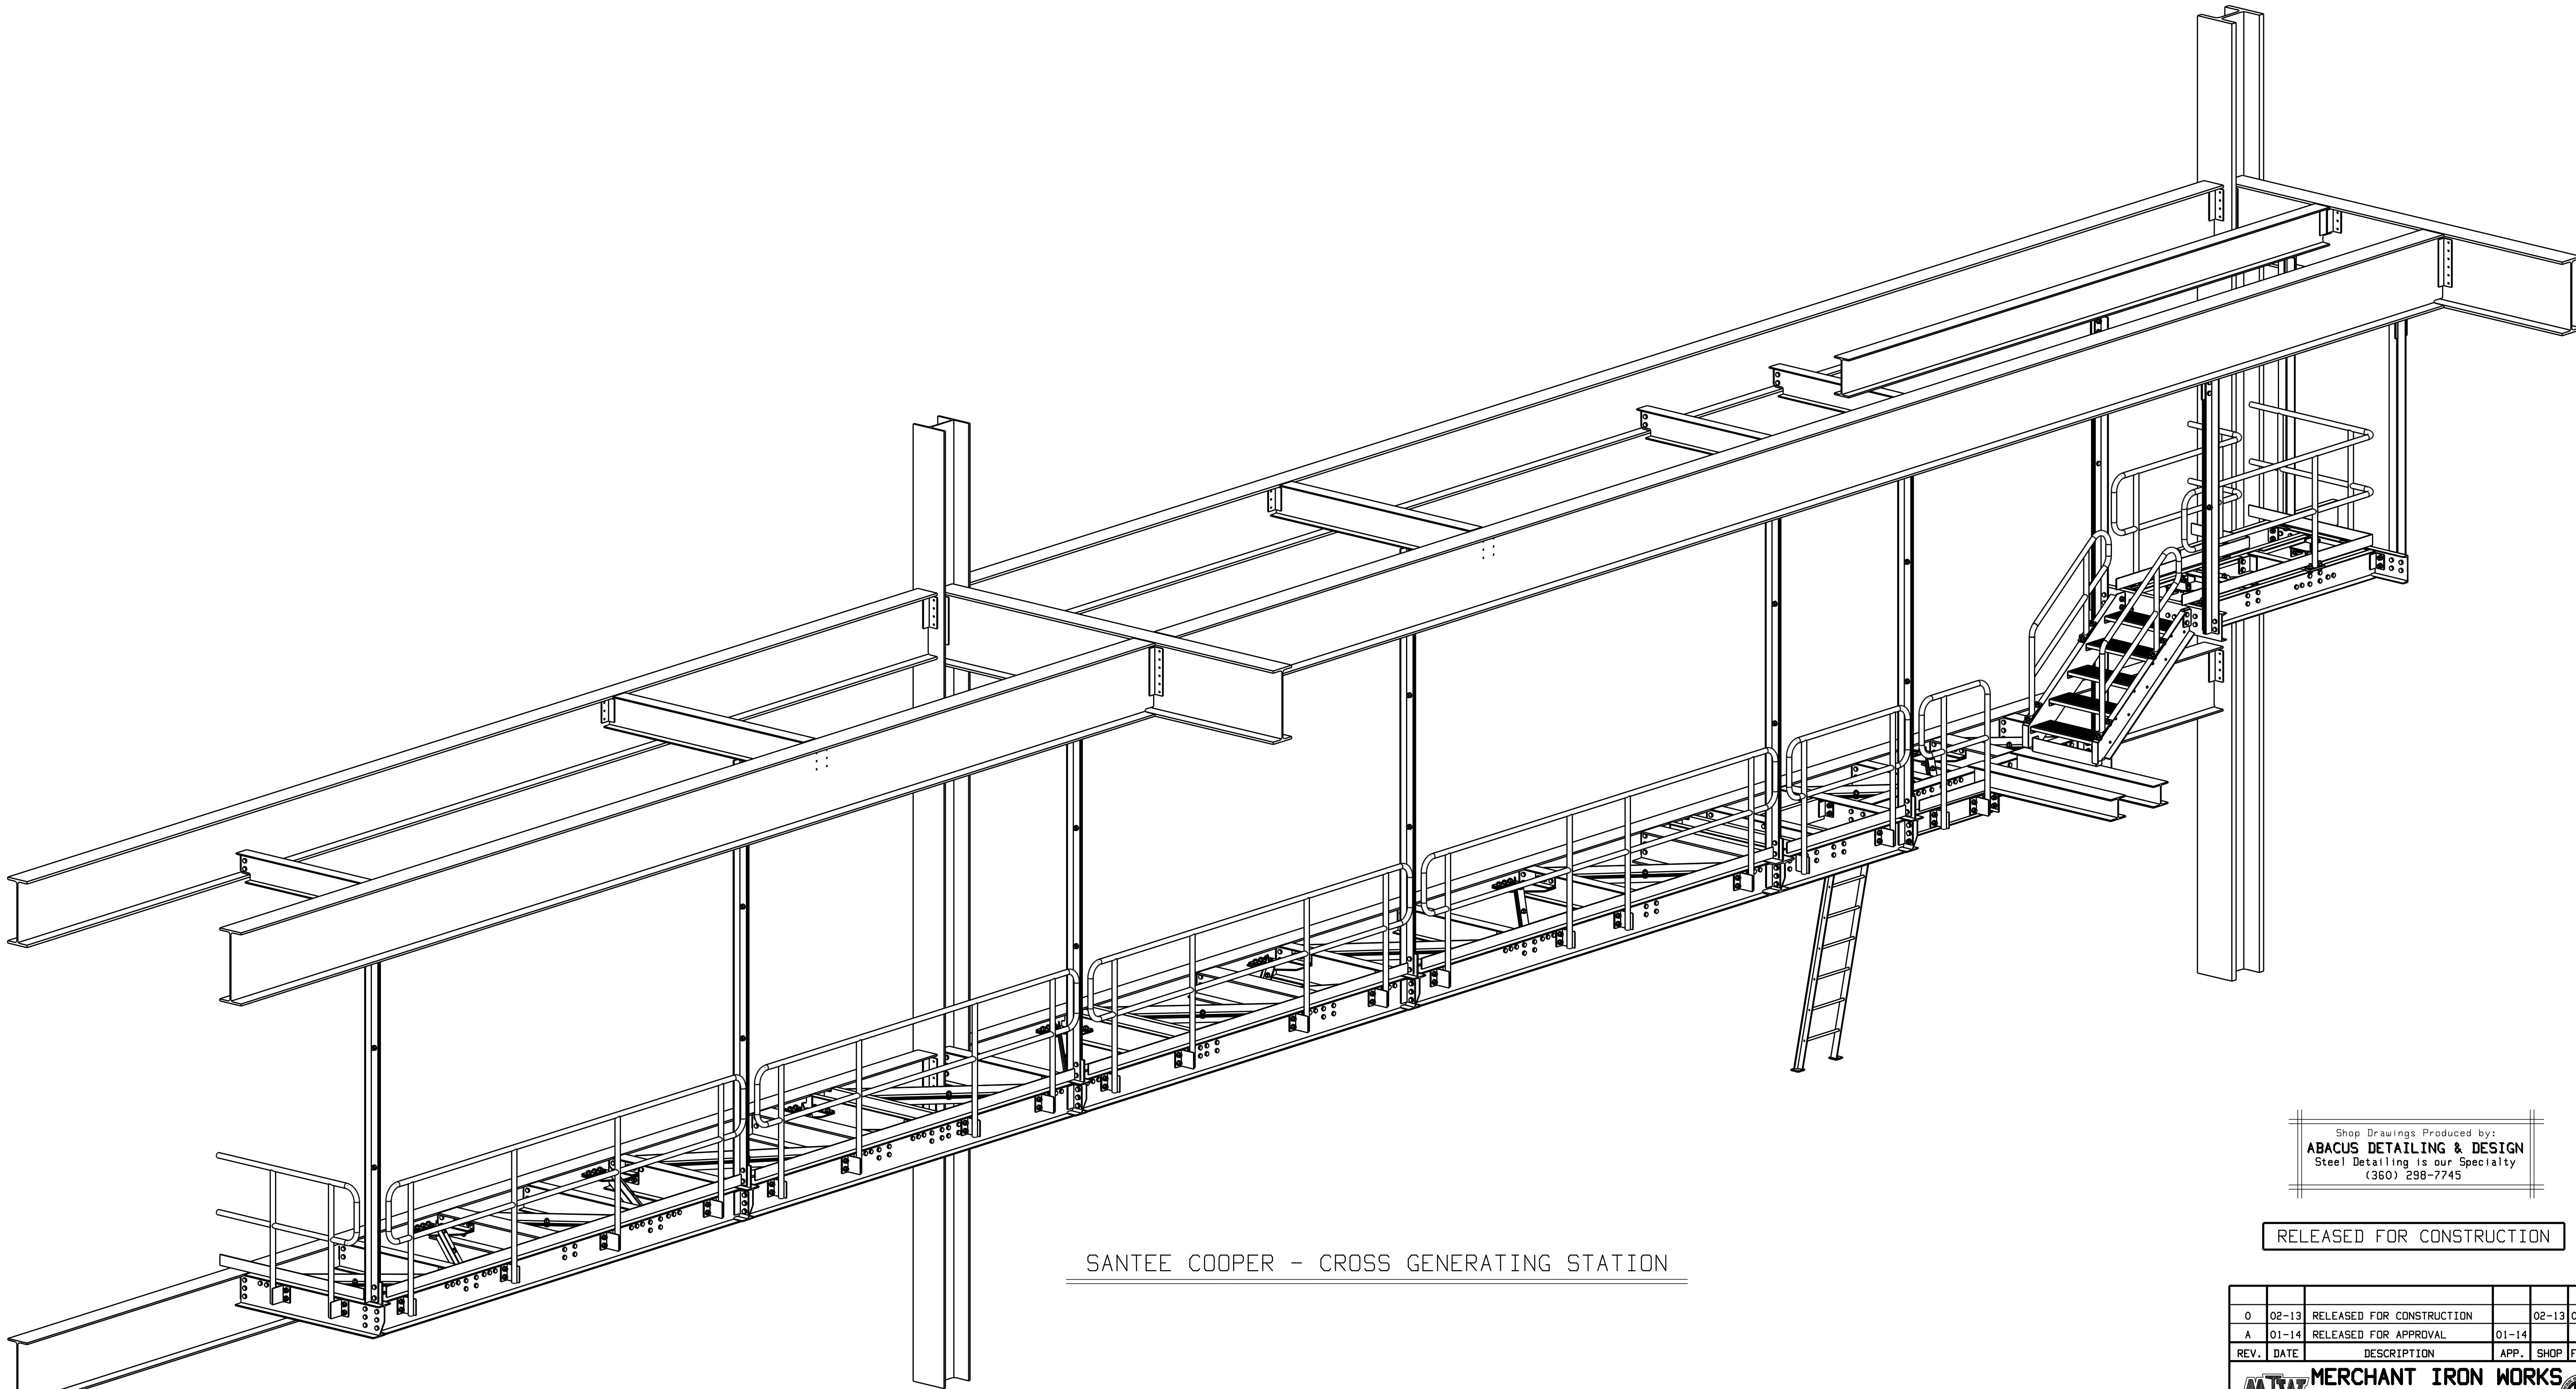 SANTEE COOPER - CROSS GENERATING STATION
Shop Drawings Produced by:
ABACUS DETAILING & DESIGN
Steel Detailing is our Specialty
(360) 298-7745
RELEASED FOR CONSTRUCTION
0 02-13 RELEASED FOR CONSTRUCTION 02-13
A 01-14 RELEASED FOR APPROVAL 01-14
REV. DATE DESCRIPTION APP. SHOP
MERCHANT IRON WORKS